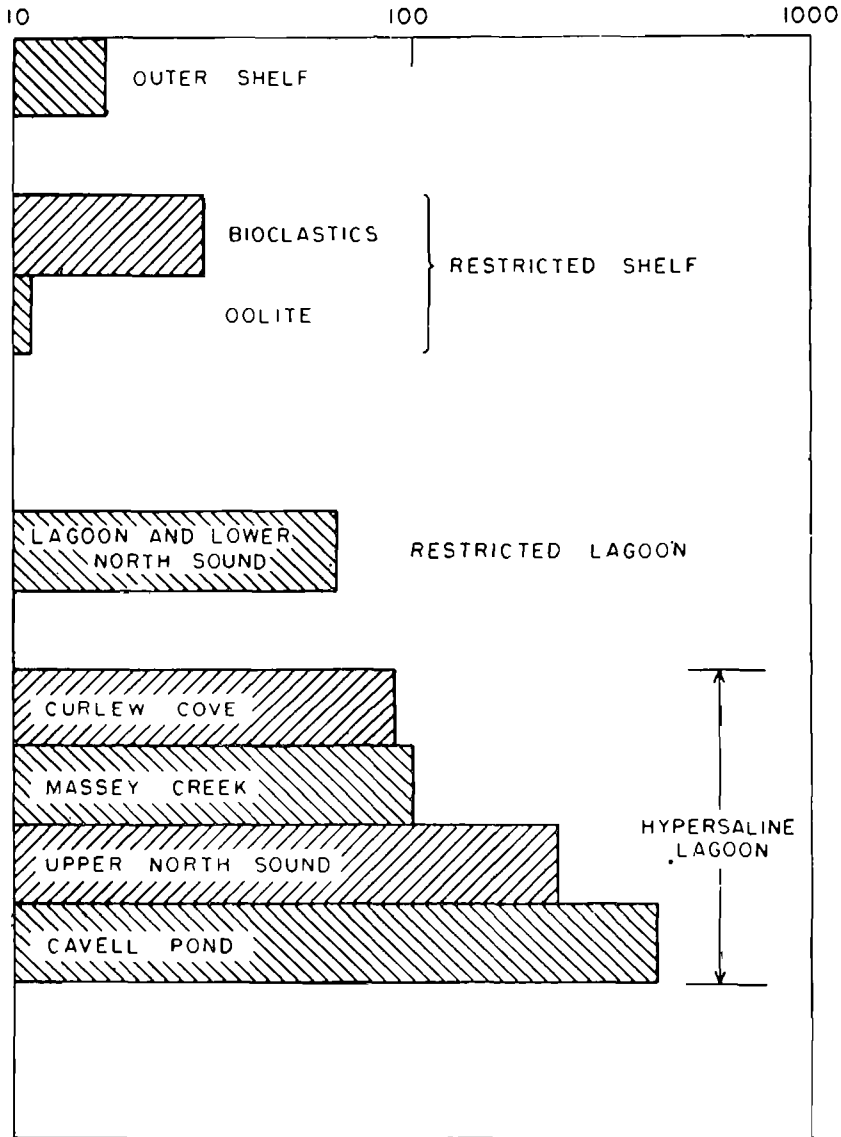 10 100 1000
OUTER SHELF
BIOCLASTICS
RESTRICTED SHELF
OOLITE
LAGOON AND LOWER
NORTH SOUND
RESTRICTED LAGOON
CURLEW COVE
MASSEY CREEK
UPPER NORTH SOUND
HYPERSALINE
LAGOON
CAVELL POND